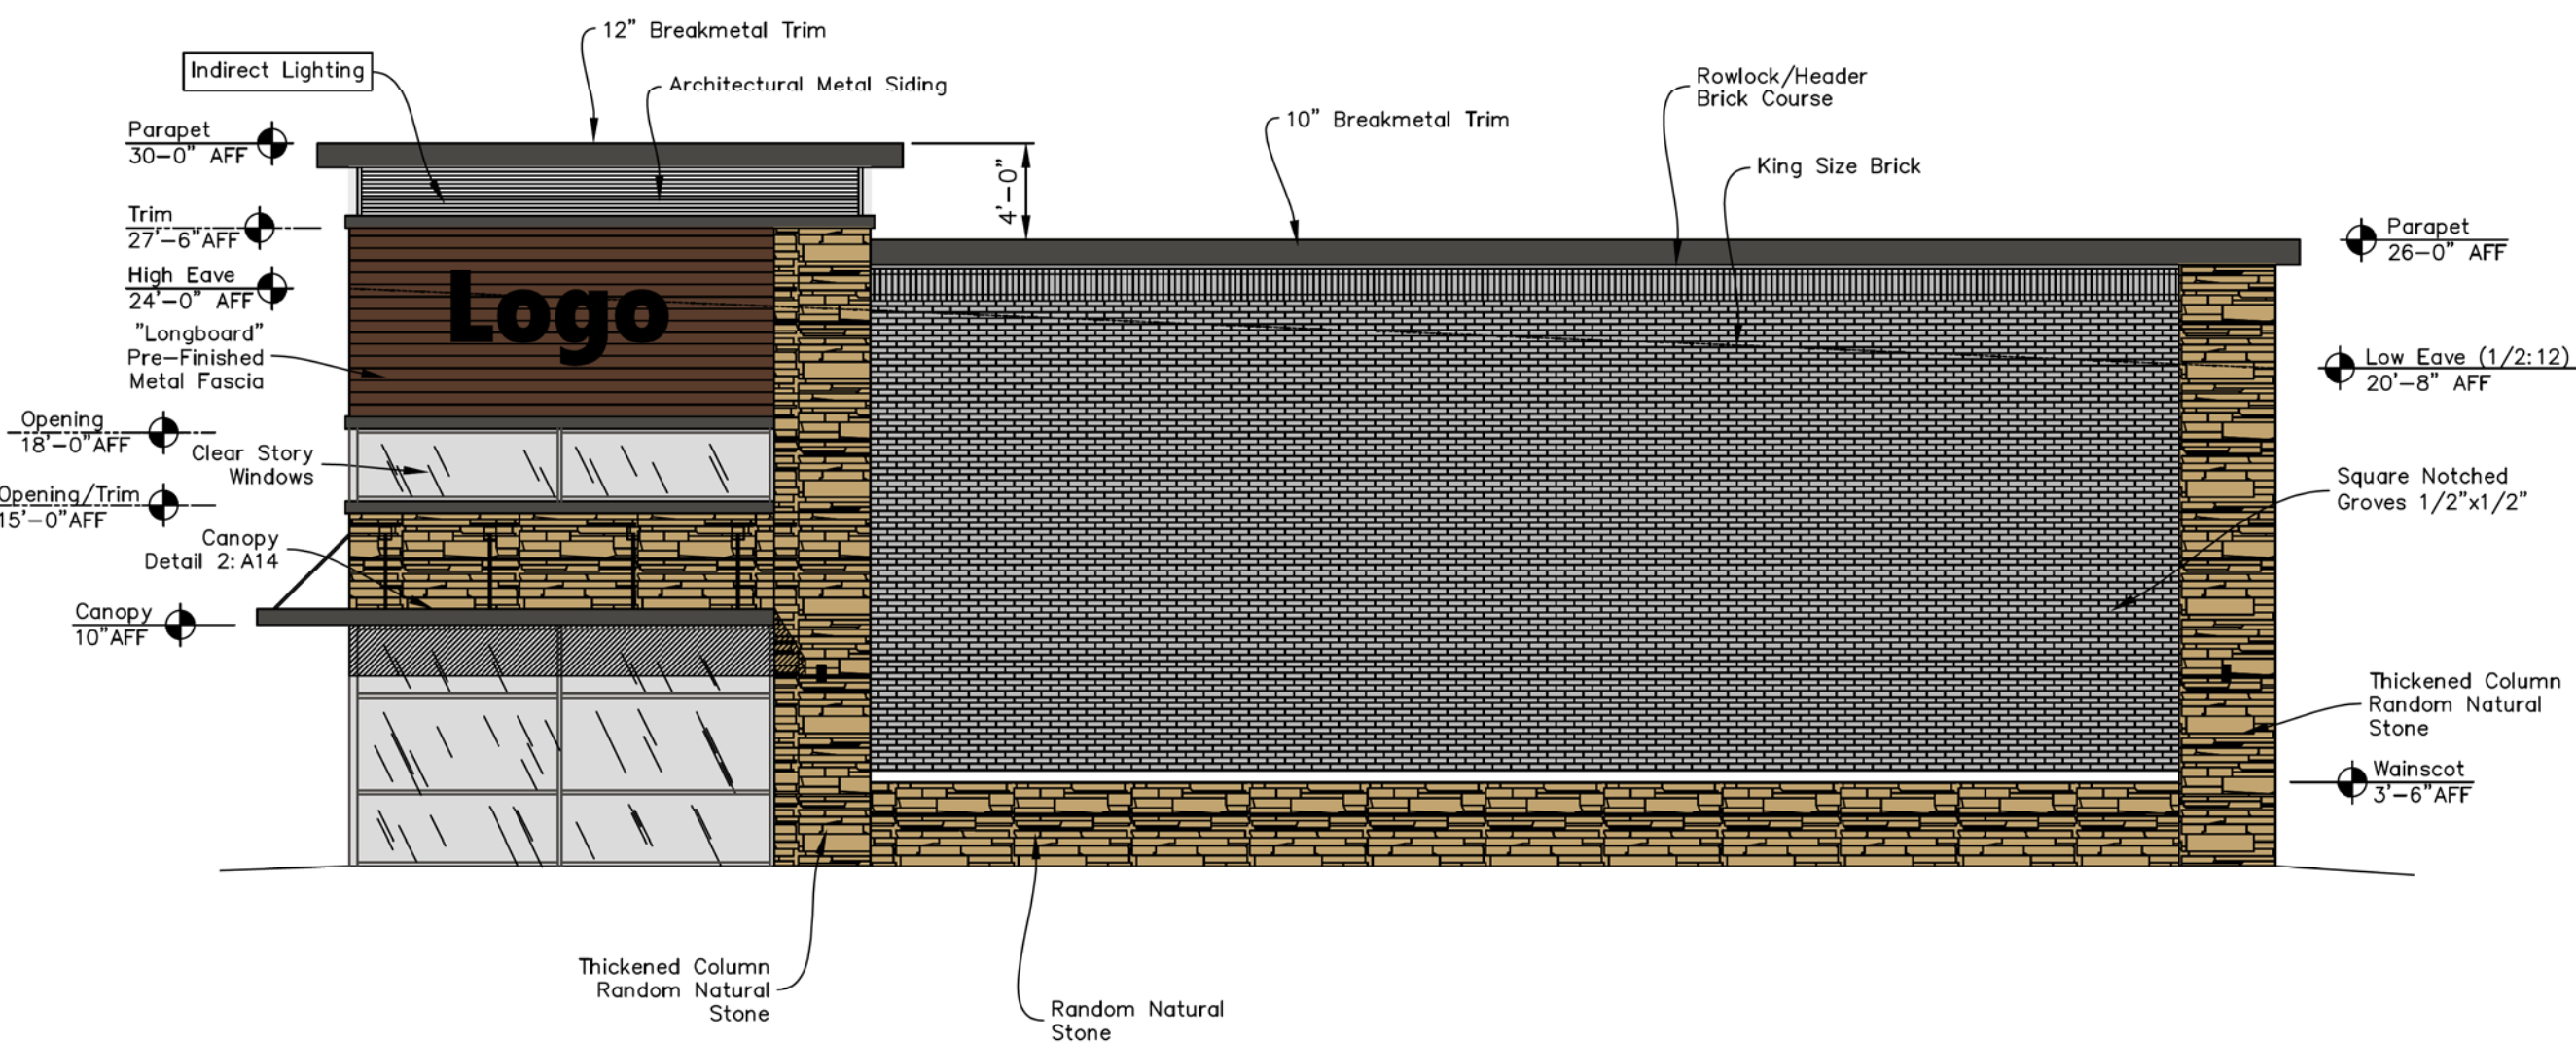 12" Breakmetal Trim
Indirect Lighting
Architectural Metal Siding
Rowlock/Header
Brick Course
10" Breakmetal Trim
King Size Brick
Parapet
30-0" AFF
4'-0"
Trim
27'-6"AFF
High Eave
24'-0" AFF
"Longboard"
Pre-Finished
Metal Fascia
Logo
Parapet
26-0" AFF
Low Eave (1/2:12)
20'-8" AFF
Opening
18'-0"AFF
Clear Story
Windows
Opening/Trim
15'-0"AFF
Canopy
Detail 2:A14
Canopy
10"AFF
Square Notched
Groves 1/2"x1/2"
Thickened Column
Random Natural
Stone
Wainscot
3'-6"AFF
Thickened Column
Random Natural
Stone
Random Natural
Stone